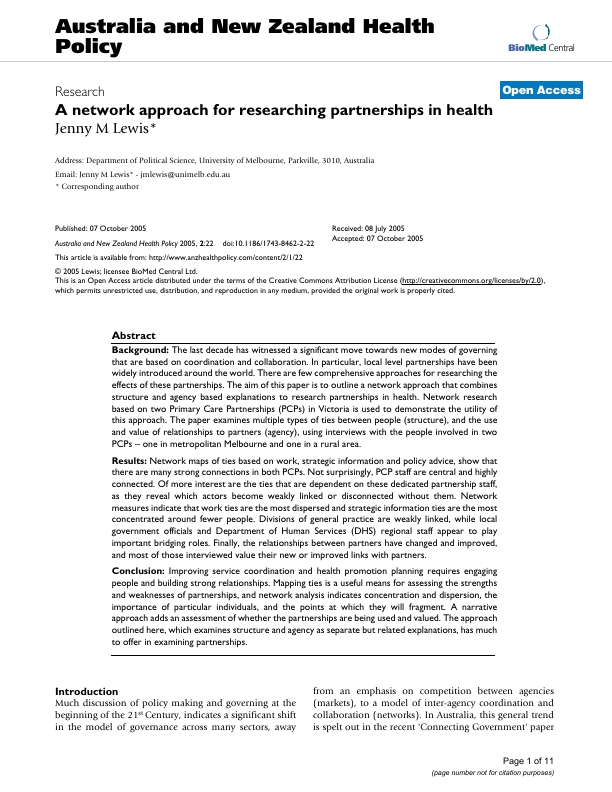 Australia and New Zealand Health
Policy
BioMed Central
Open Access
Research
A network approach for researching partnerships in health
Jenny M Lewis*
Address: Department of Political Science, University of Melbourne, Parkville, 3010, Australia
Email: Jenny M Lewis* - jmlewis@unimelb.edu.au
* Corresponding author
Published: 07 October 2005
Australia and New Zealand Health Policy 2005, 2:22 doi:10.1186/1743-8462-2-22
Received: 08 July 2005
Accepted: 07 October 2005
This article is available from: http://www.anzhealthpolicy.com/content/2/1/22
© 2005 Lewis; licensee BioMed Central Ltd.
This is an Open Access article distributed under the terms of the Creative Commons Attribution License (http://creativecommons.org/licenses/by/2.0),
which permits unrestricted use, distribution, and reproduction in any medium, provided the original work is properly cited.
Abstract
Background: The last decade has witnessed a significant move towards new modes of governing
that are based on coordination and collaboration. In particular, local level partnerships have been
widely introduced around the world. There are few comprehensive approaches for researching the
effects of these partnerships. The aim of this paper is to outline a network approach that combines
structure and agency based explanations to research partnerships in health. Network research
based on two Primary Care Partnerships (PCPs) in Victoria is used to demonstrate the utility of
this approach. The paper examines multiple types of ties between people (structure), and the use
and value of relationships to partners (agency), using interviews with the people involved in two
PCPs – one in metropolitan Melbourne and one in a rural area.
Results: Network maps of ties based on work, strategic information and policy advice, show that
there are many strong connections in both PCPs. Not surprisingly, PCP staff are central and highly
connected. Of more interest are the ties that are dependent on these dedicated partnership staff,
as they reveal which actors become weakly linked or disconnected without them. Network
measures indicate that work ties are the most dispersed and strategic information ties are the most
concentrated around fewer people. Divisions of general practice are weakly linked, while local
government officials and Department of Human Services (DHS) regional staff appear to play
important bridging roles. Finally, the relationships between partners have changed and improved,
and most of those interviewed value their new or improved links with partners.
Conclusion: Improving service coordination and health promotion planning requires engaging
people and building strong relationships. Mapping ties is a useful means for assessing the strengths
and weaknesses of partnerships, and network analysis indicates concentration and dispersion, the
importance of particular individuals, and the points at which they will fragment. A narrative
approach adds an assessment of whether the partnerships are being used and valued. The approach
outlined here, which examines structure and agency as separate but related explanations, has much
to offer in examining partnerships.
Introduction
Much discussion of policy making and governing at the
beginning of the 21st Century, indicates a significant shift
in the model of governance across many sectors, away
from an emphasis on competition between agencies
(markets), to a model of inter-agency coordination and
collaboration (networks). In Australia, this general trend
is spelt out in the recent 'Connecting Government' paper
Page 1 of 11
(page number not for citation purposes)